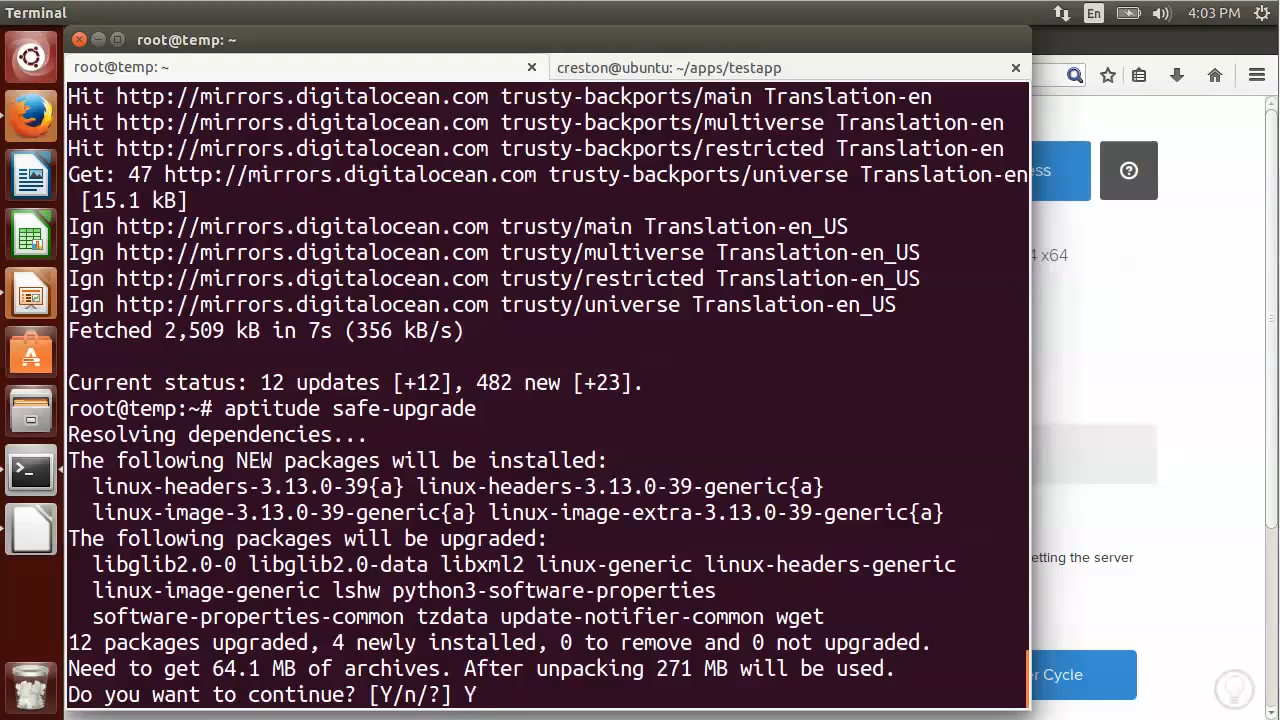 Terminal
En
4:03 PM
root@temp: ~
root@temp: ~
creston@ubuntu: ~/apps/testapp
Hit http://mirrors.digitalocean.com trusty-backports/main Translation-en
Hit http://mirrors.digitalocean.com trusty-backports/multiverse Translation-en
Hit http://mirrors.digitalocean.com trusty-backports/restricted Translation-en
Get: 47 http://mirrors.digitalocean.com trusty-backports/universe Translation-en
[15.1 kB]
Ign http://mirrors.digitalocean.com trusty/main Translation-en_US
Ign http://mirrors.digitalocean.com trusty/multiverse Translation-en_US
Ign http://mirrors.digitalocean.com trusty/restricted Translation-en_US
Ign http://mirrors.digitalocean.com trusty/universe Translation-en_US
Fetched 2,509 kB in 7s (356 kB/s)
Current status: 12 updates [+12], 482 new [+23].
root@temp:~# aptitude safe-upgrade
Resolving dependencies...
The following NEW packages will be installed:
linux-headers-3.13.0-39{a} linux-headers-3.13.0-39-generic{a}
linux-image-3.13.0-39-generic{a} linux-image-extra-3.13.0-39-generic{a}
The following packages will be upgraded:
libglib2.0-0 libglib2.0-data libxml2 linux-generic linux-headers-generic
linux-image-generic lshw python3-software-properties
software-properties-common tzdata update-notifier-common wget
12 packages upgraded, 4 newly installed, 0 to remove and 0 not upgraded.
Need to get 64.1 MB of archives. After unpacking 271 MB will be used.
Do you want to continue? [Y/n/?] Y
ess
4 x64
etting the server
er Cycle